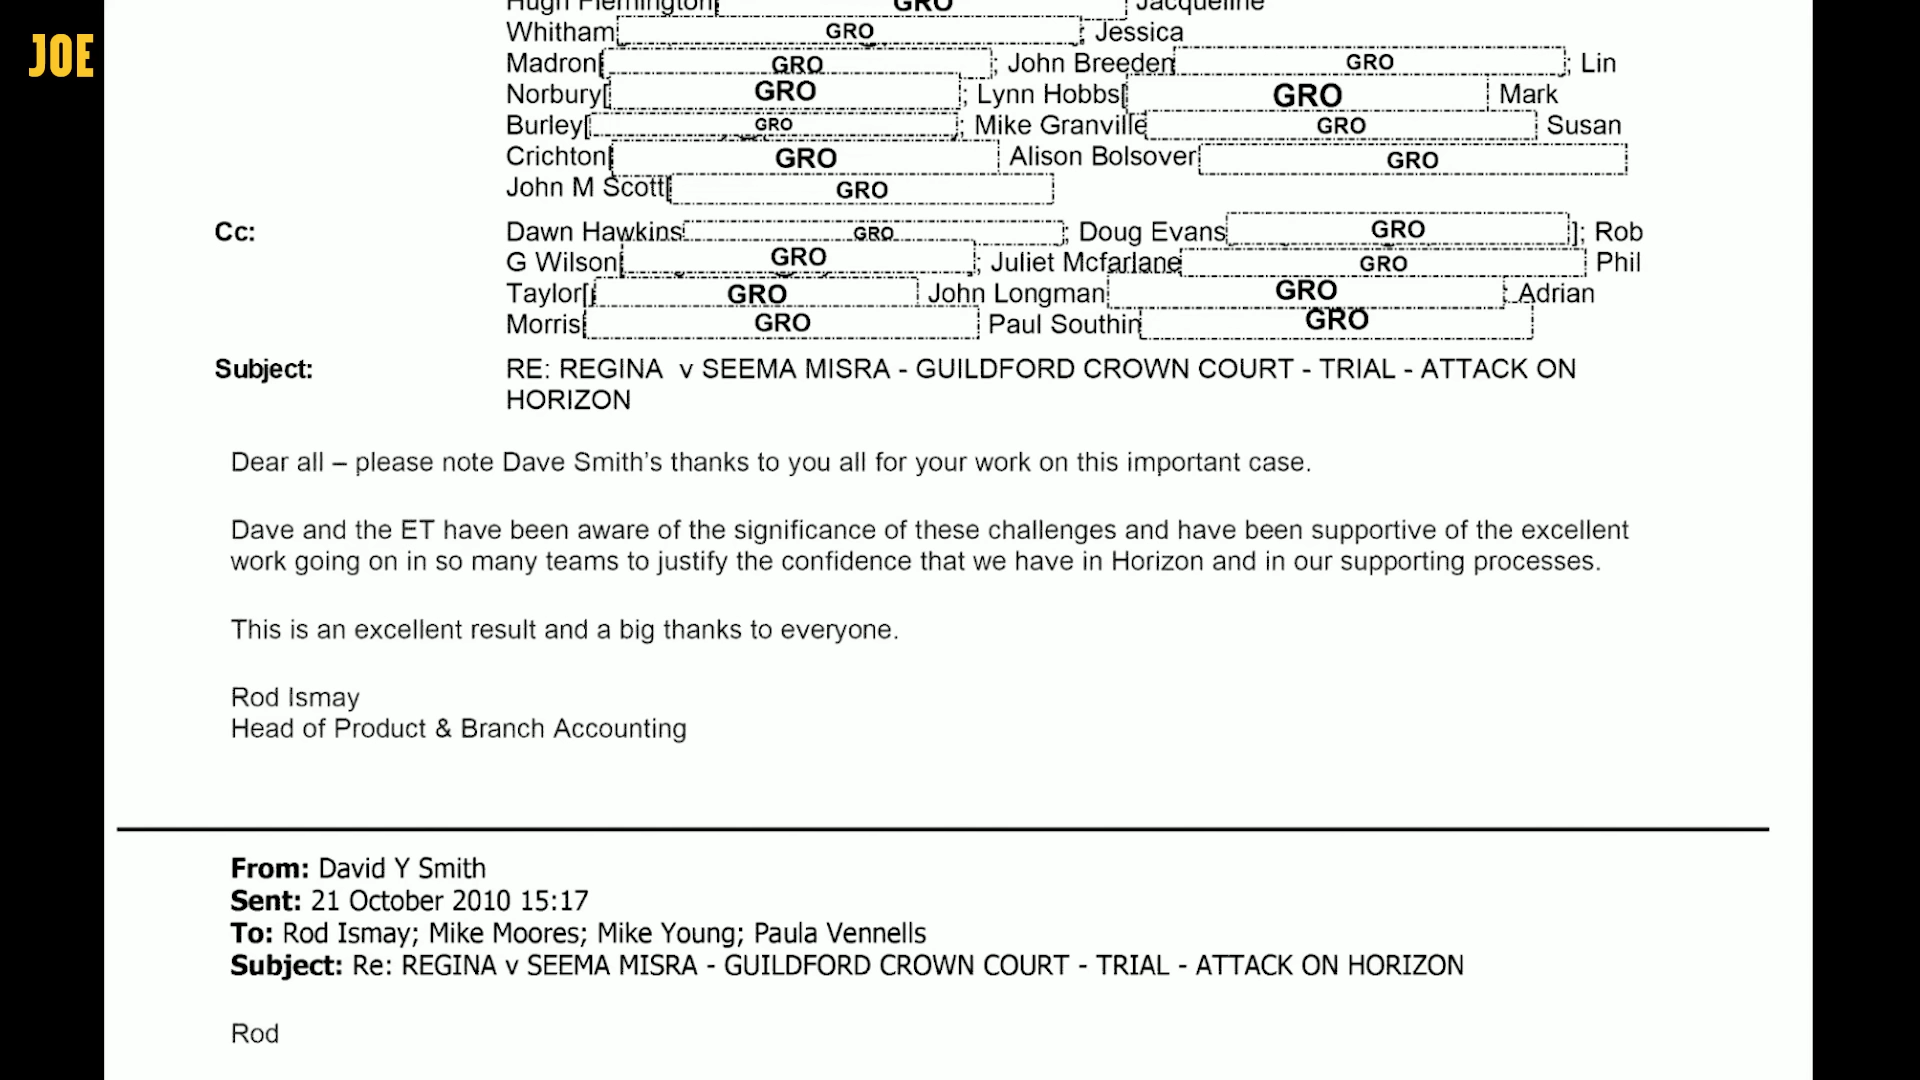 JOE
Hugh Flemington[ GRO Jacqueline
Whitham[ GRO ; Jessica
Madron[ GRO ; John Breeden GRO ; Lin
Norbury[ GRO ; Lynn Hobbs[ GRO Mark
Burley[ GRO ; Mike Granville GRO Susan
Crichton[ GRO Alison Bolsover GRO
John M Scott[ GRO
Cc: Dawn Hawkins GRO ; Doug Evans GRO ]; Rob
G Wilson[ GRO ; Juliet Mcfarlane GRO Phil
Taylor[ GRO John Longman GRO Adrian
Morris[ GRO Paul Southin GRO
Subject: RE: REGINA v SEEMA MISRA - GUILDFORD CROWN COURT - TRIAL - ATTACK ON
HORIZON
Dear all – please note Dave Smith's thanks to you all for your work on this important case.
Dave and the ET have been aware of the significance of these challenges and have been supportive of the excellent
work going on in so many teams to justify the confidence that we have in Horizon and in our supporting processes.
This is an excellent result and a big thanks to everyone.
Rod Ismay
Head of Product & Branch Accounting
From: David Y Smith
Sent: 21 October 2010 15:17
To: Rod Ismay; Mike Moores; Mike Young; Paula Vennells
Subject: Re: REGINA v SEEMA MISRA - GUILDFORD CROWN COURT - TRIAL - ATTACK ON HORIZON
Rod